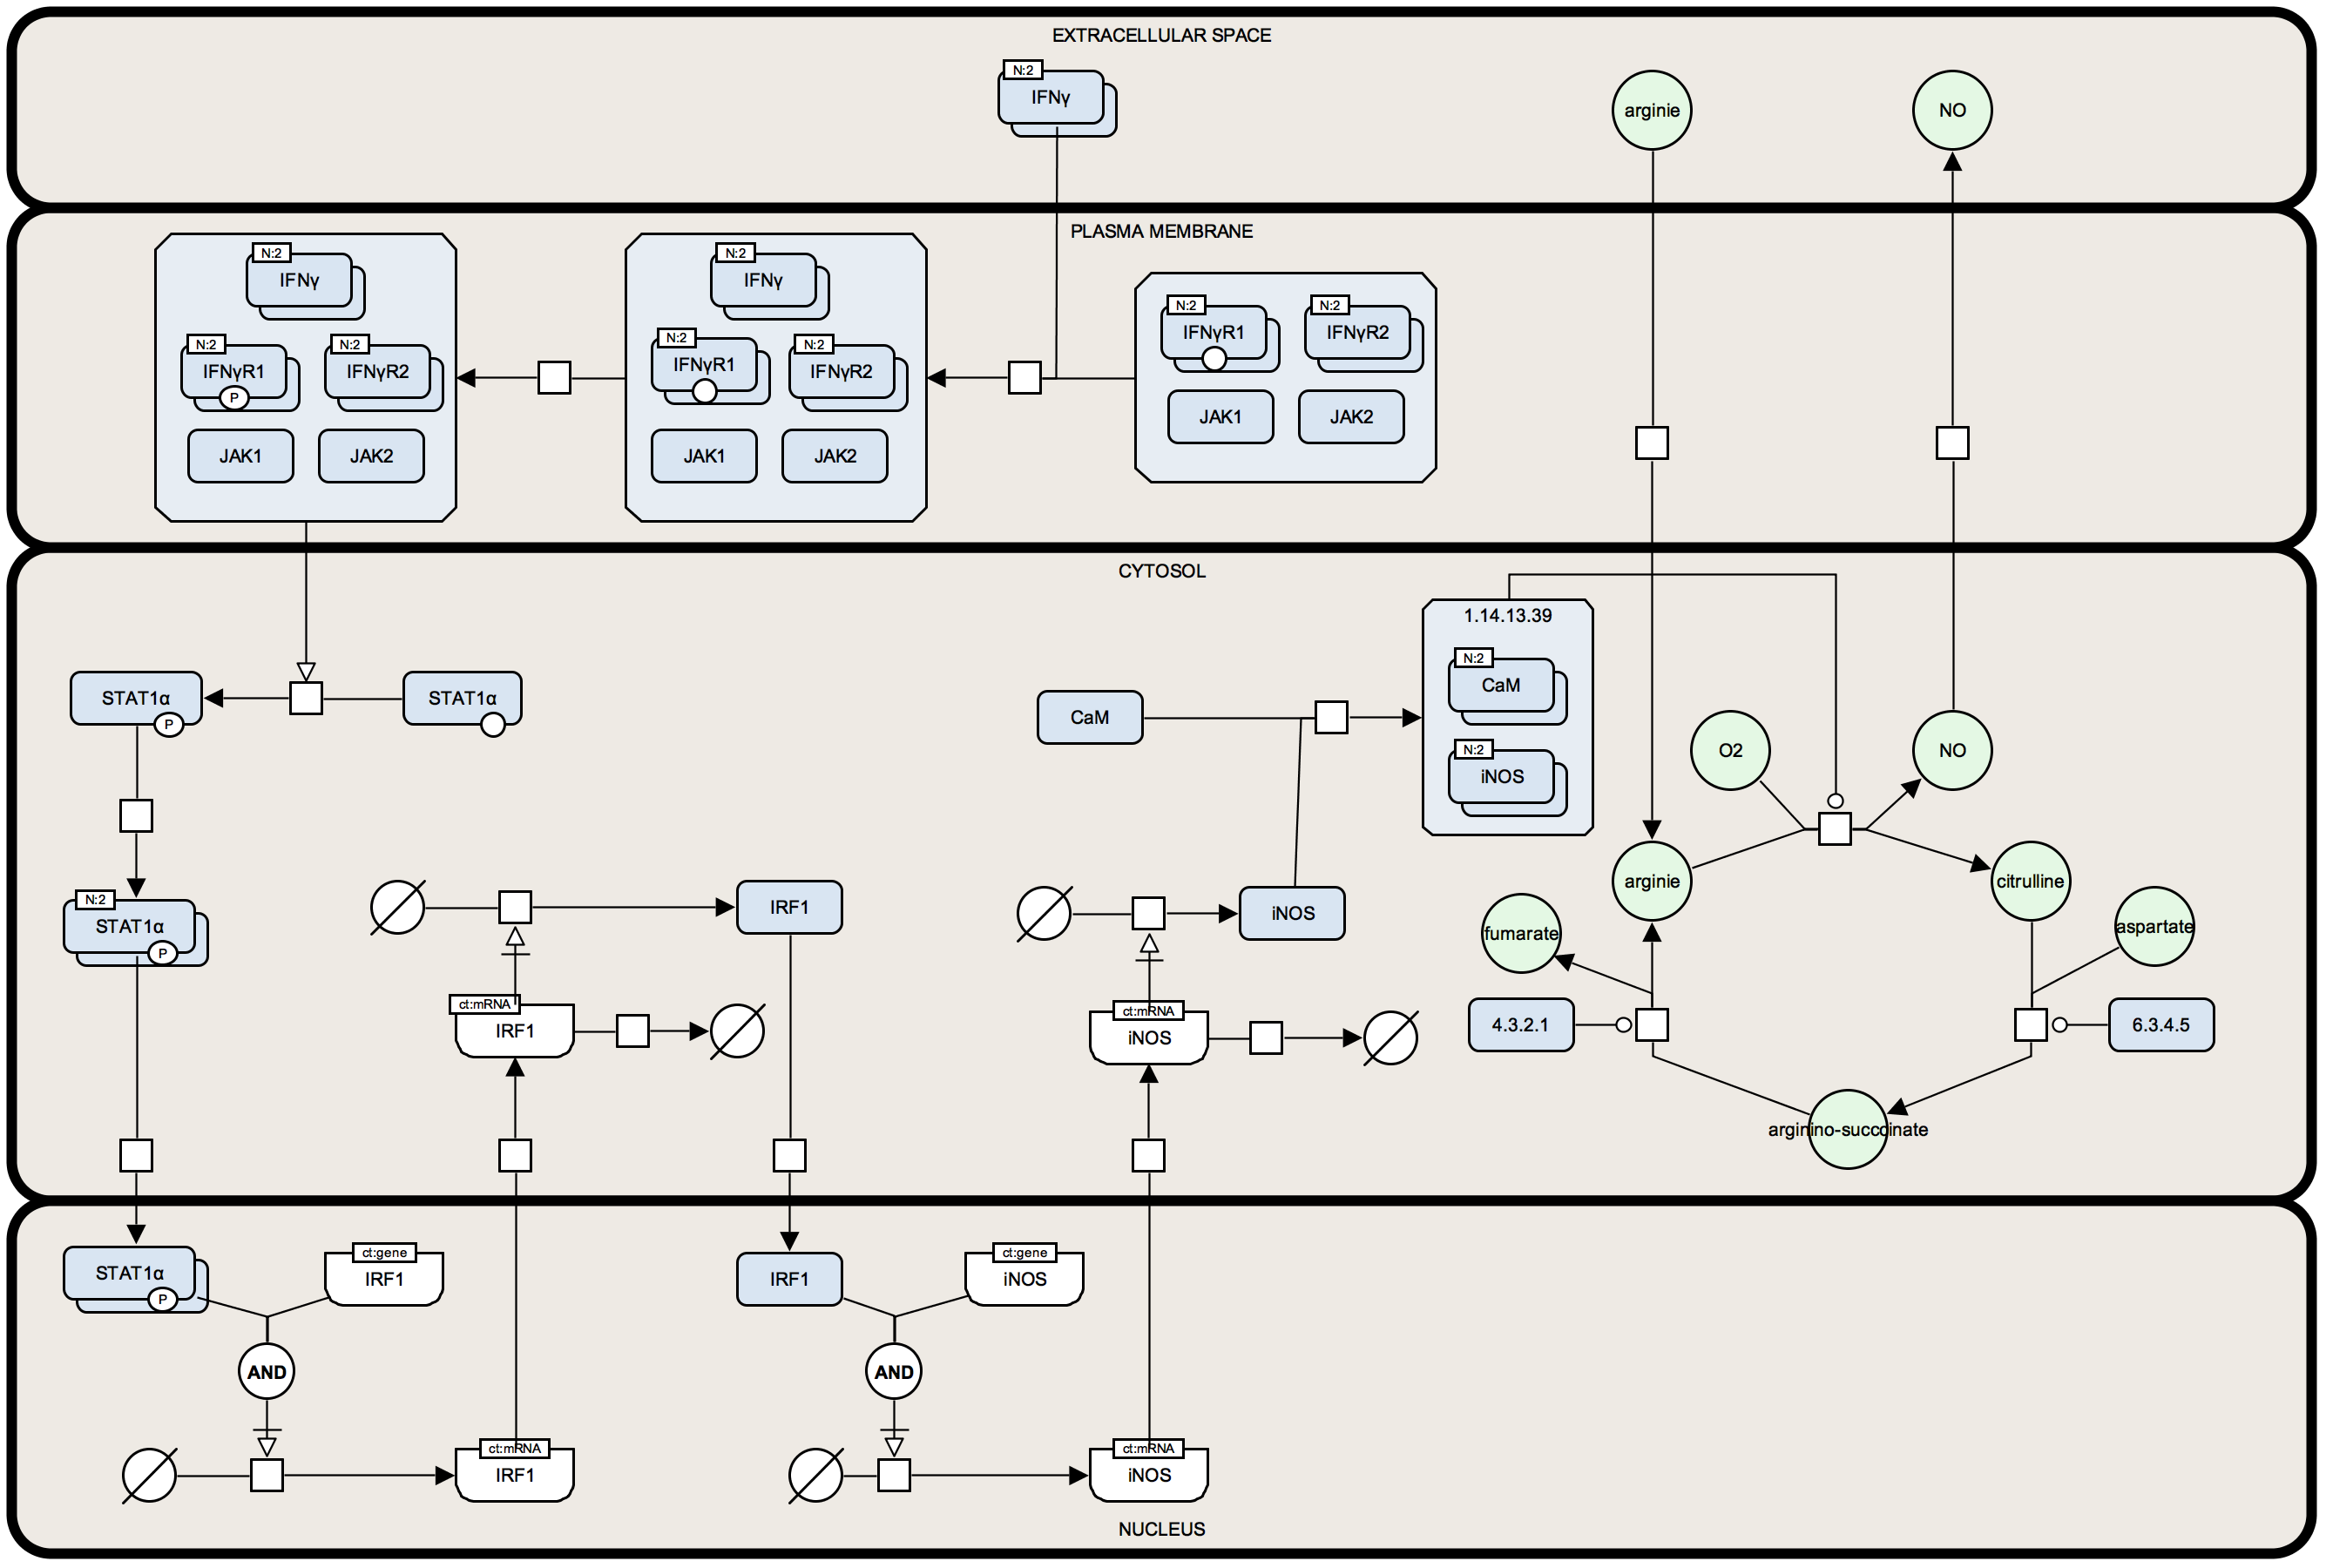 EXTRACELLULAR SPACE
N:2
IFNγ
arginie
NO
PLASMA MEMBRANE
N:2
IFNγ
N:2
IFNγR1
P
N:2
IFNγR2
JAK1
JAK2
N:2
IFNγ
N:2
IFNγR1
N:2
IFNγR2
JAK1
JAK2
N:2
IFNγR1
N:2
IFNγR2
JAK1
JAK2
CYTOSOL
STAT1α
P
STAT1α
CaM
1.14.13.39
N:2
CaM
N:2
iNOS
O2
NO
arginie
citrulline
fumarate
aspartate
4.3.2.1
6.3.4.5
arginino-succcinate
N:2
STAT1α
P
IRF1
ct:mRNA
IRF1
iNOS
ct:mRNA
iNOS
STAT1α
P
ct:gene
IRF1
AND
ct:mRNA
IRF1
IRF1
ct:gene
iNOS
AND
ct:mRNA
iNOS
NUCLEUS